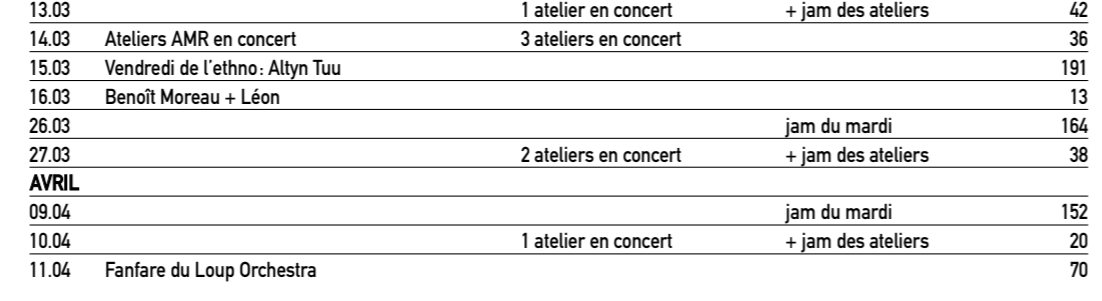 13.03 1 atelier en concert + jam des ateliers 42
14.03 Ateliers AMR en concert 3 ateliers en concert 36
15.03 Vendredi de l'ethno: Altyn Tuu 191
16.03 Benoît Moreau + Léon 13
26.03 jam du mardi 164
27.03 2 ateliers en concert + jam des ateliers 38
AVRIL
09.04 jam du mardi 152
10.04 1 atelier en concert + jam des ateliers 20
11.04 Fanfare du Loup Orchestra 70